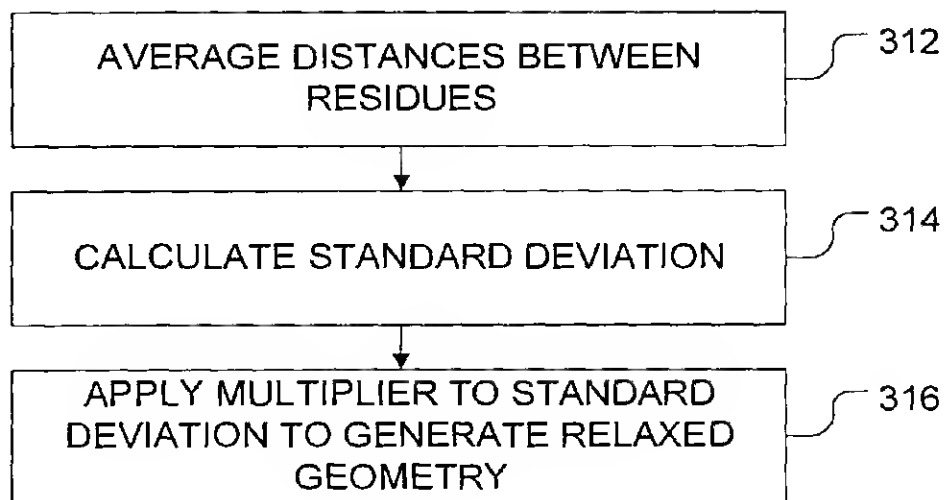 AVERAGE DISTANCES BETWEEN
RESIDUES
312
CALCULATE STANDARD DEVIATION
314
APPLY MULTIPLIER TO STANDARD
DEVIATION TO GENERATE RELAXED
GEOMETRY
316